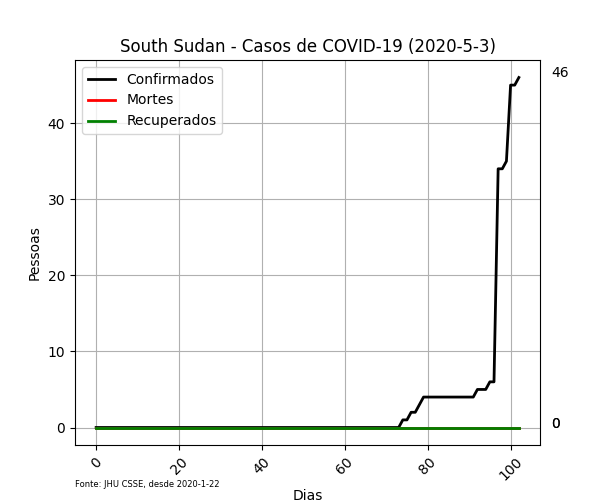 South Sudan - Casos de COVID-19 (2020-5-3)
Confirmados
Mortes
Recuperados
46
40
30
20
10
0
0
Pessoas
0 20 40 60 80 100
Fonte: JHU CSSE, desde 2020-1-22
Dias